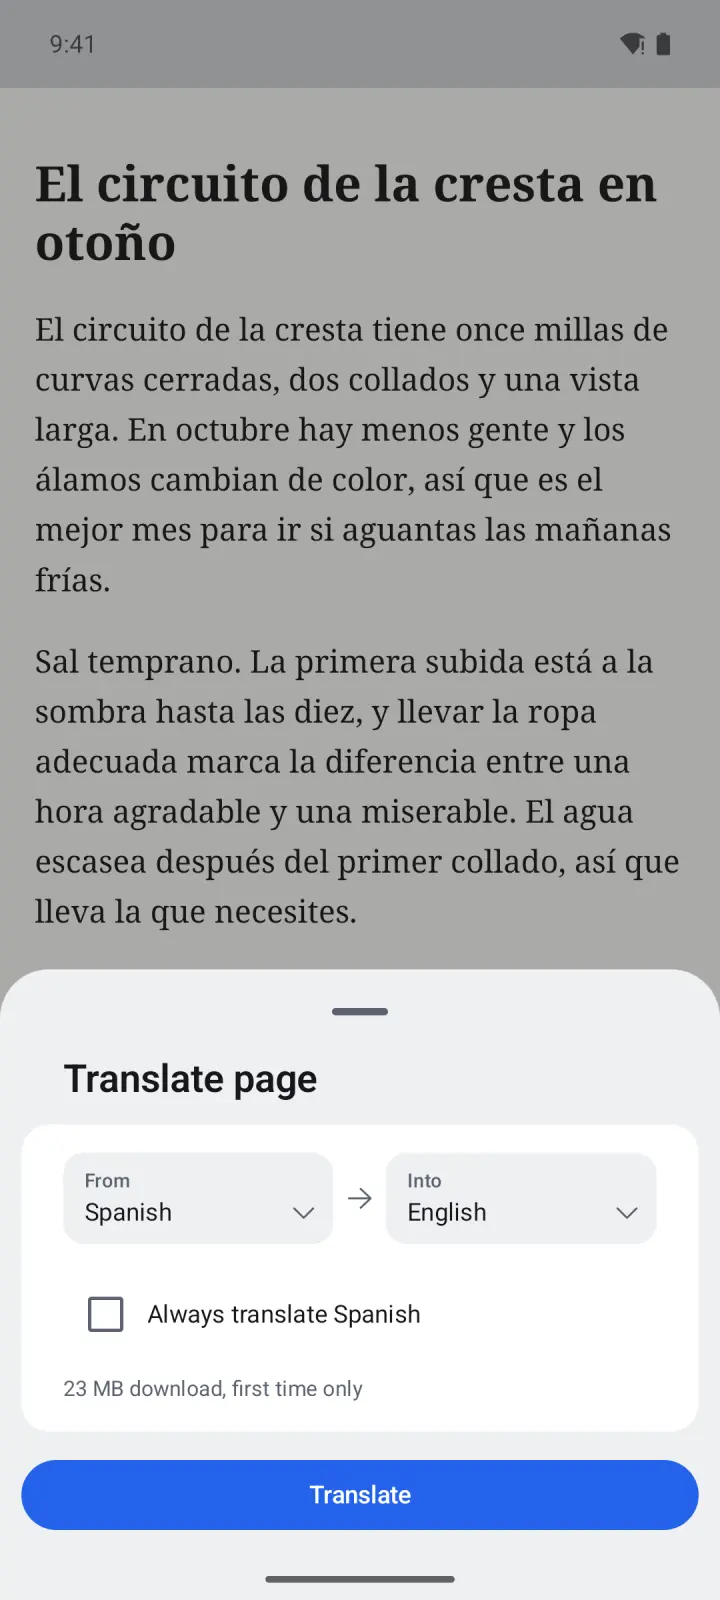 9:41
El circuito de la cresta en
otoño
El circuito de la cresta tiene once millas de
curvas cerradas, dos collados y una vista
larga. En octubre hay menos gente y los
álamos cambian de color, así que es el
mejor mes para ir si aguantas las mañanas
frías.
Sal temprano. La primera subida está a la
sombra hasta las diez, y llevar la ropa
adecuada marca la diferencia entre una
hora agradable y una miserable. El agua
escasea después del primer collado, así que
lleva la que necesites.
Translate page
From
Spanish
Into
English
Always translate Spanish
23 MB download, first time only
Translate